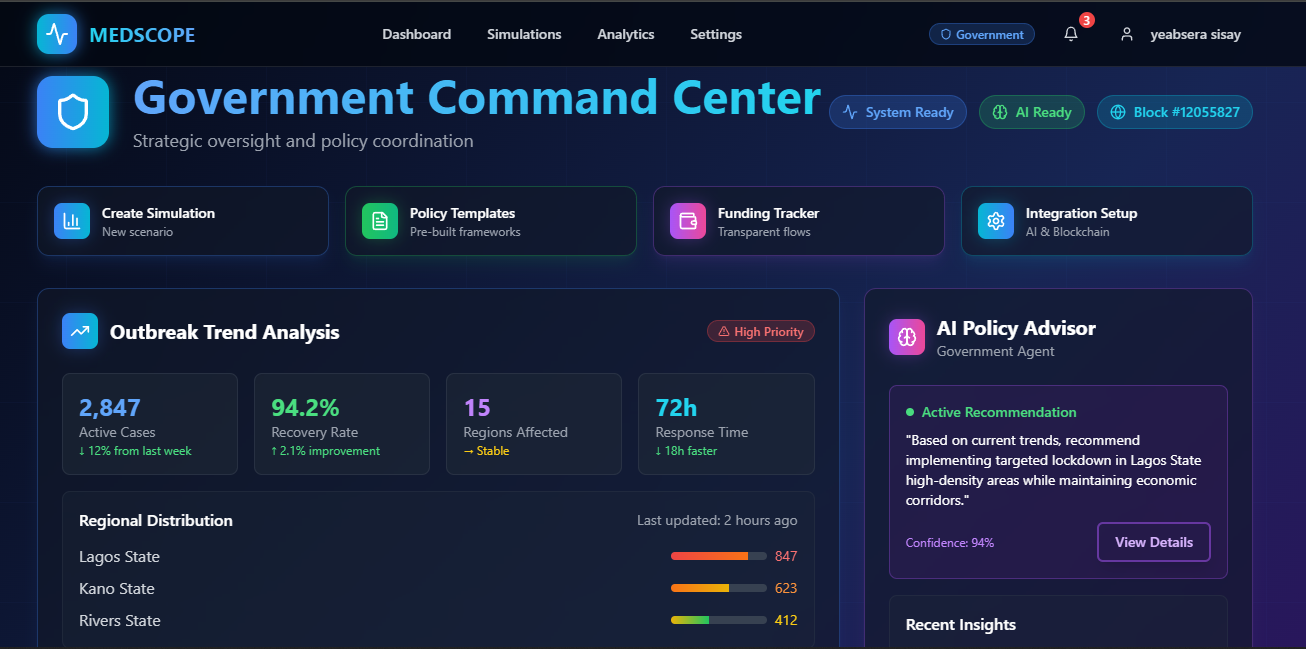 MEDSCOPE
Dashboard
Simulations
Analytics
Settings
Government
3
yeabsera sisay
Government Command Center
Strategic oversight and policy coordination
System Ready
AI Ready
Block #12055827
Create Simulation
New scenario
Policy Templates
Pre-built frameworks
Funding Tracker
Transparent flows
Integration Setup
AI & Blockchain
Outbreak Trend Analysis
High Priority
2,847
Active Cases
↓ 12% from last week
94.2%
Recovery Rate
↑ 2.1% improvement
15
Regions Affected
→ Stable
72h
Response Time
↓ 18h faster
Regional Distribution
Last updated: 2 hours ago
Lagos State
847
Kano State
623
Rivers State
412
AI Policy Advisor
Government Agent
Active Recommendation
"Based on current trends, recommend
implementing targeted lockdown in Lagos State
high-density areas while maintaining economic
corridors."
Confidence: 94%
View Details
Recent Insights